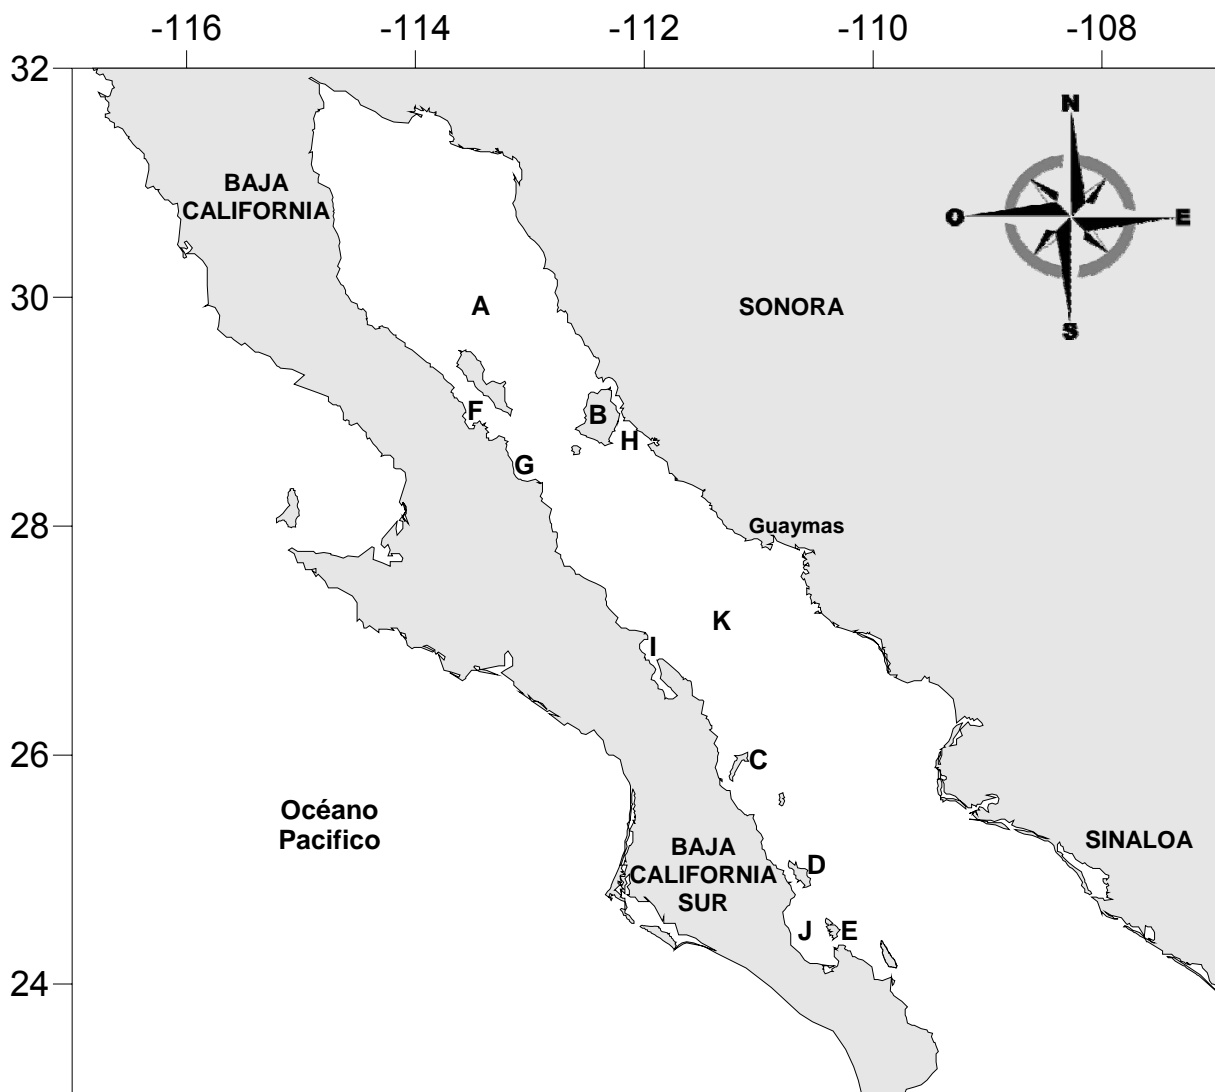 -116 -114 -112 -110 -108
32
N
BAJA
CALIFORNIA
O E
30
A
SONORA
S
F
B
H
G
28
Guaymas
K
I
26
C
Océano
Pacifico
BAJA
CALIFORNIA
SUR
SINALOA
D
J E
24